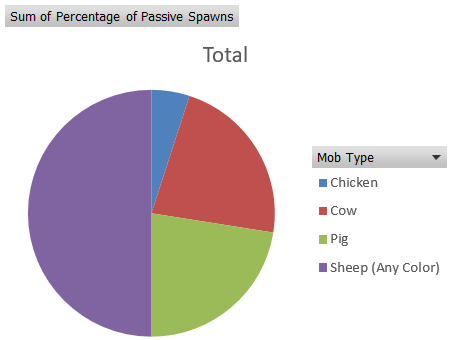 Sum of Percentage of Passive Spawns
Total
Mob Type
Chicken
Cow
Pig
Sheep (Any Color)